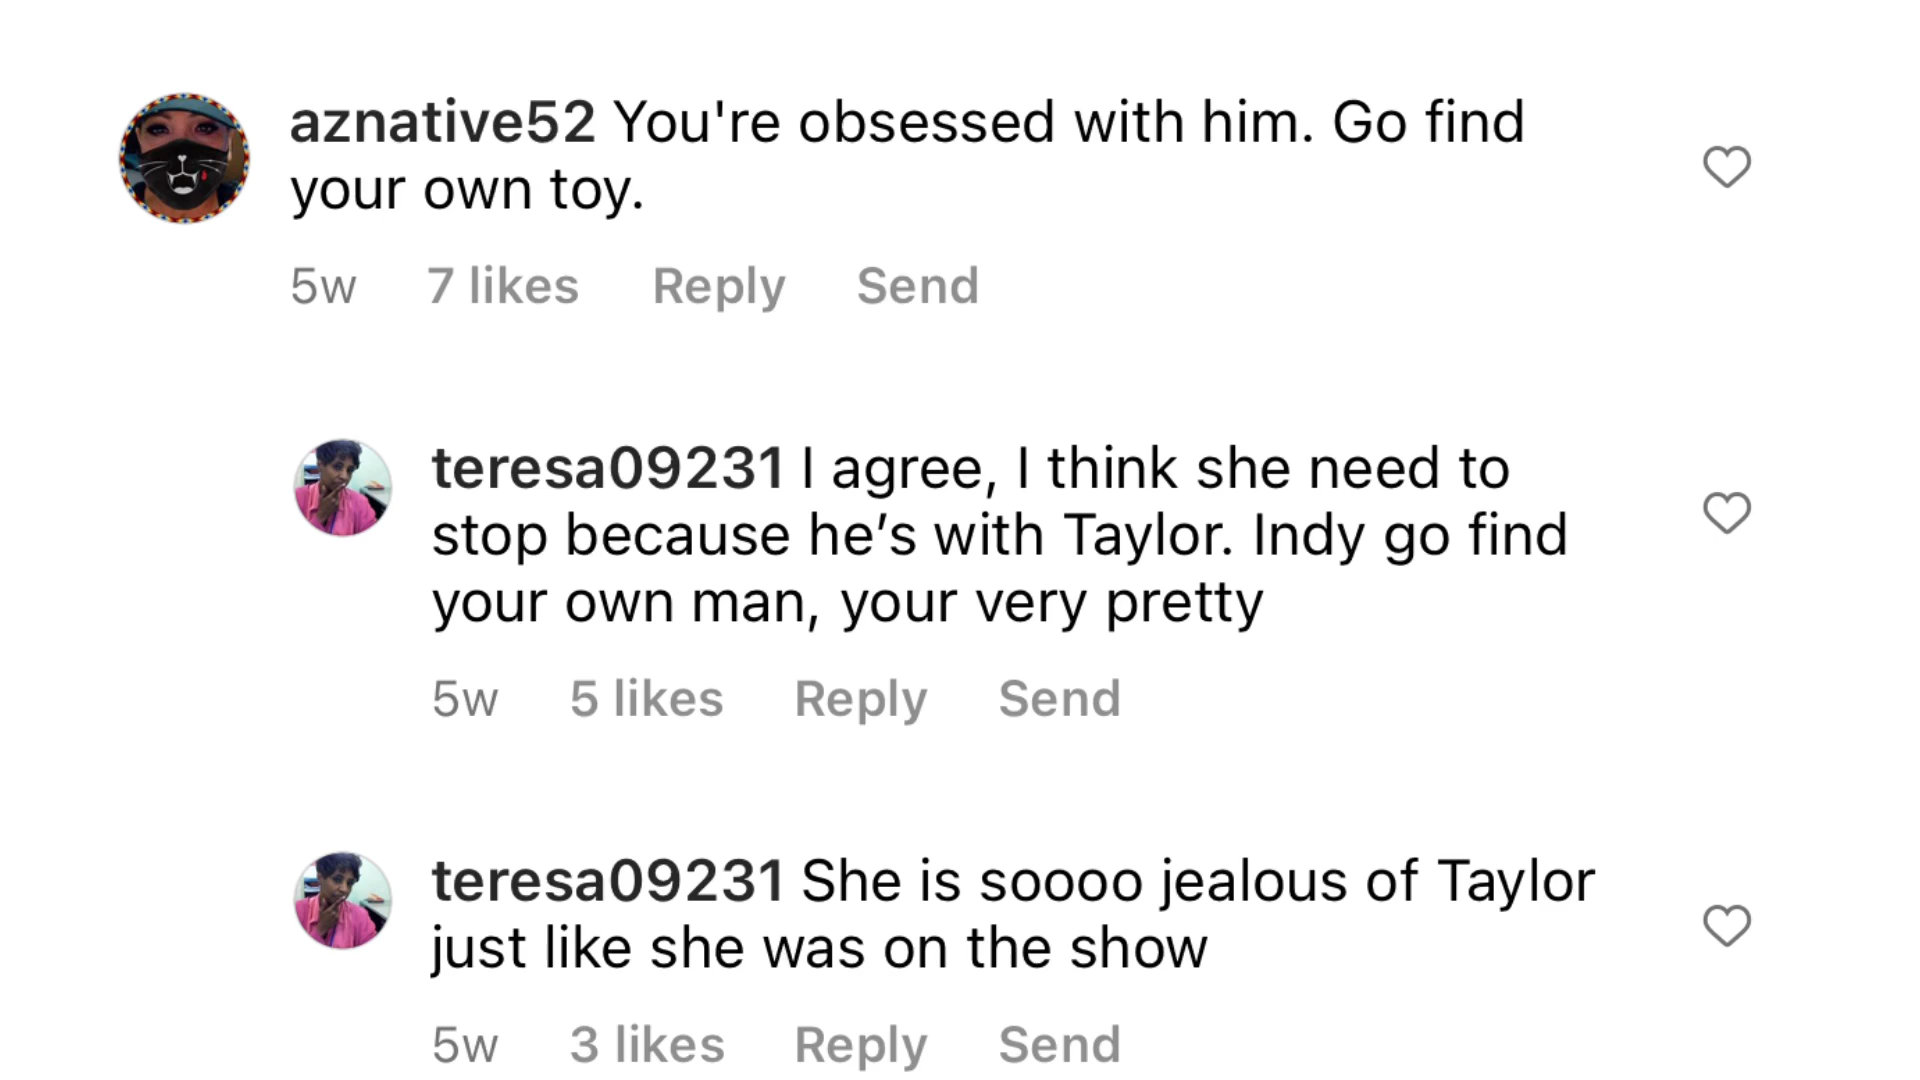 aznative52 You're obsessed with him. Go find
your own toy.
5w 7 likes Reply Send
teresa09231 I agree, I think she need to
stop because he’s with Taylor. Indy go find
your own man, your very pretty
5w 5 likes Reply Send
teresa09231 She is soooo jealous of Taylor
just like she was on the show
5w 3 likes Reply Send